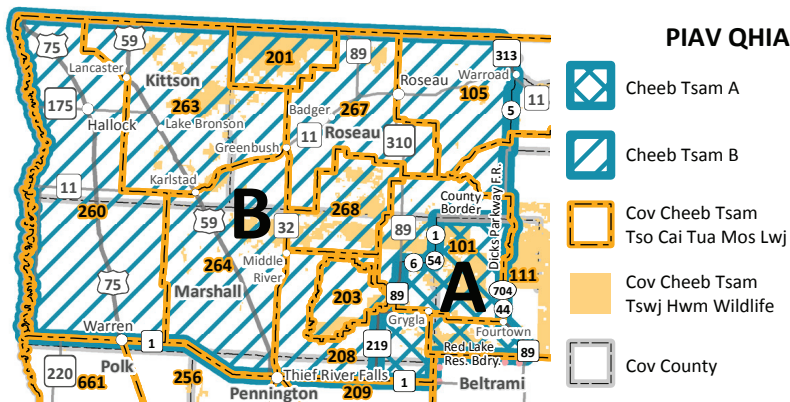 PIAV QHIA
Cheeb Tsam A
Cheeb Tsam B
Cov Cheeb Tsam
Tso Cai Tua Mos Lwj
Cov Cheeb Tsam
Tswj Hwm Wildlife
Cov County
75
59
201
89
313
Lancaster
Kittson
Roseau
Warroad
175
263
Badger
267
105
11
Hallock
Lake Bronson
5
11
Roseau
310
Greenbush
Karlstad
11
260
59
B
32
268
County
Border
Dicks Parkway F.R.
89
1
101
6
54
264
Middle
River
A
111
75
Marshall
203
89
704
44
Grygla
Fourtown
Warren
1
208
219
Red Lake
Res. Bdry.
89
220
Polk
661
256
Thief River Falls
1
Beltrami
Pennington
209